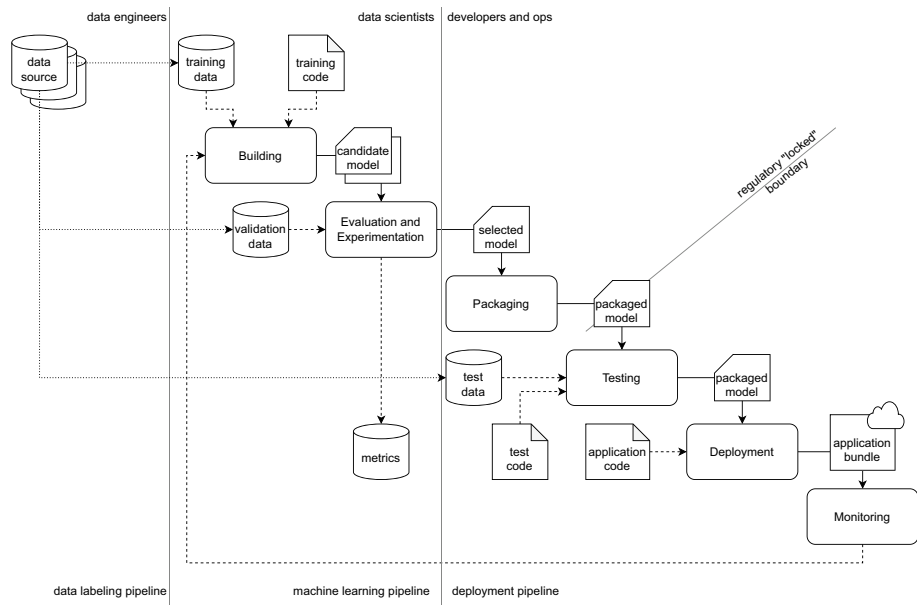 data engineers
data scientists
developers and ops
data
source
training
data
training
code
Building
candidate
model
regulatory "locked"
boundary
validation
data
Evaluation and
Experimentation
selected
model
Packaging
packaged
model
test
data
Testing
packaged
model
metrics
test
code
application
code
Deployment
application
bundle
Monitoring
data labeling pipeline
machine learning pipeline
deployment pipeline